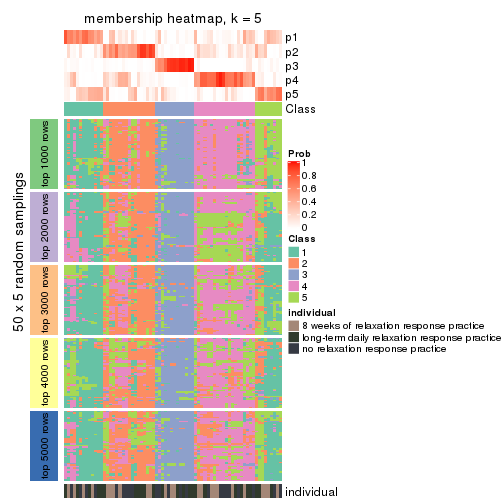 membership heatmap, k = 5
p1
p2
p3
p4
p5
Class
50 x 5 random samplings
top 1000 rows
top 2000 rows
top 3000 rows
top 4000 rows
top 5000 rows
individual
Prob
1
0.8
0.6
0.4
0.2
0
Class
1
2
3
4
5
individual
8 weeks of relaxation response practice
long-term daily relaxation response practice
no relaxation response practice